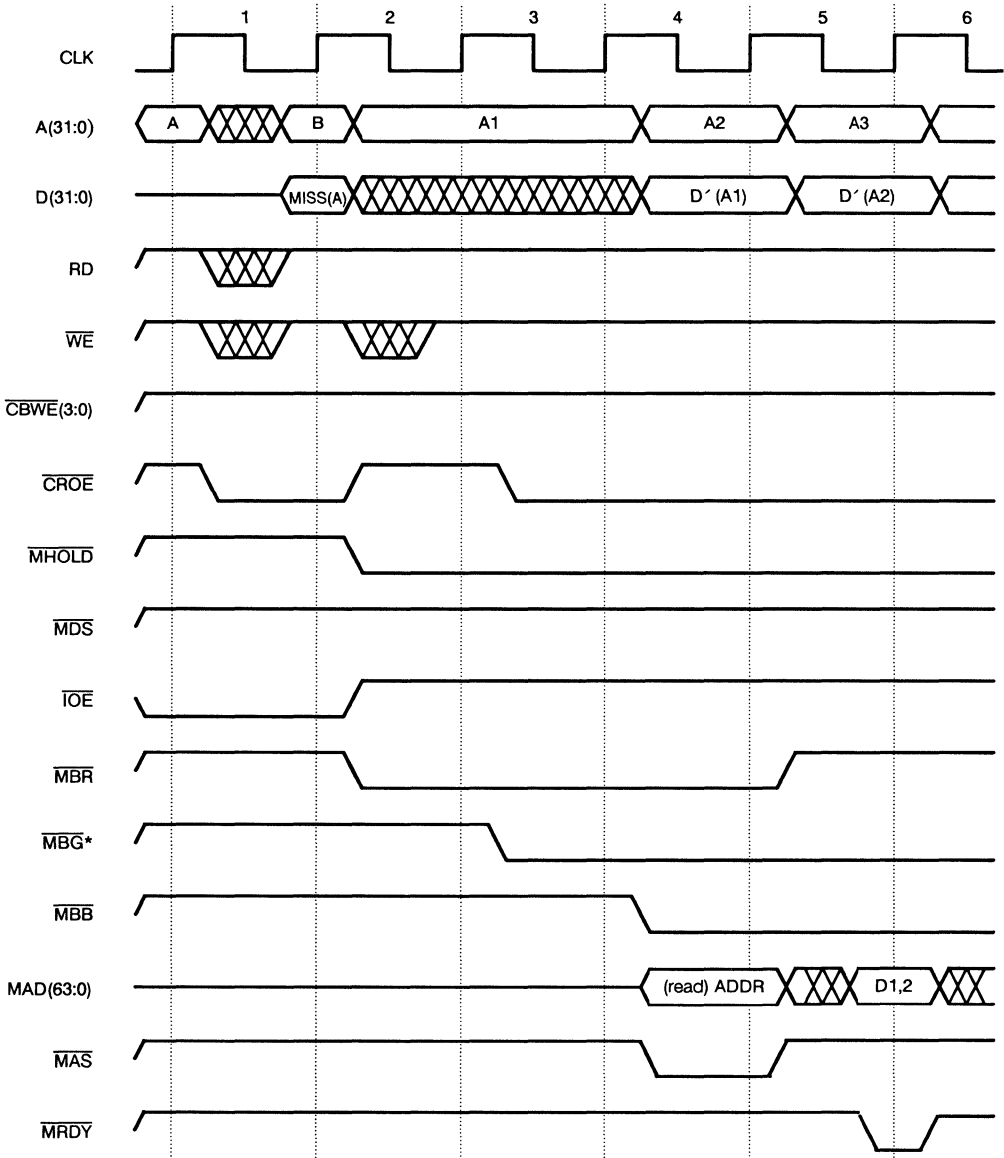 1 2 3 4 5 6
CLK
A(31:0) A B A1 A2 A3
D(31:0) MISS(A) D′ (A1) D′ (A2)
RD
WE
CBWE(3:0)
CROE
MHOLD
MDS
IOE
MBR
MBG*
MBB
MAD(63:0) (read) ADDR D1,2
MAS
MRDY